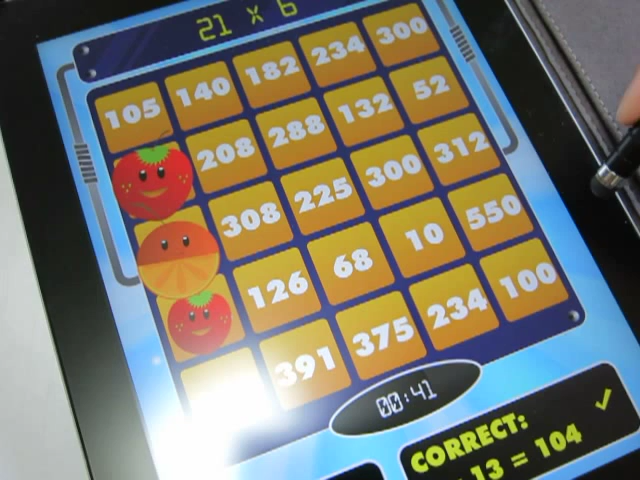 21 x 6
105 140 182 234 300
208 288 132 52
308 225 300 312
126 68 10 550
391 375 234 100
00:41
CORRECT:
13 = 104